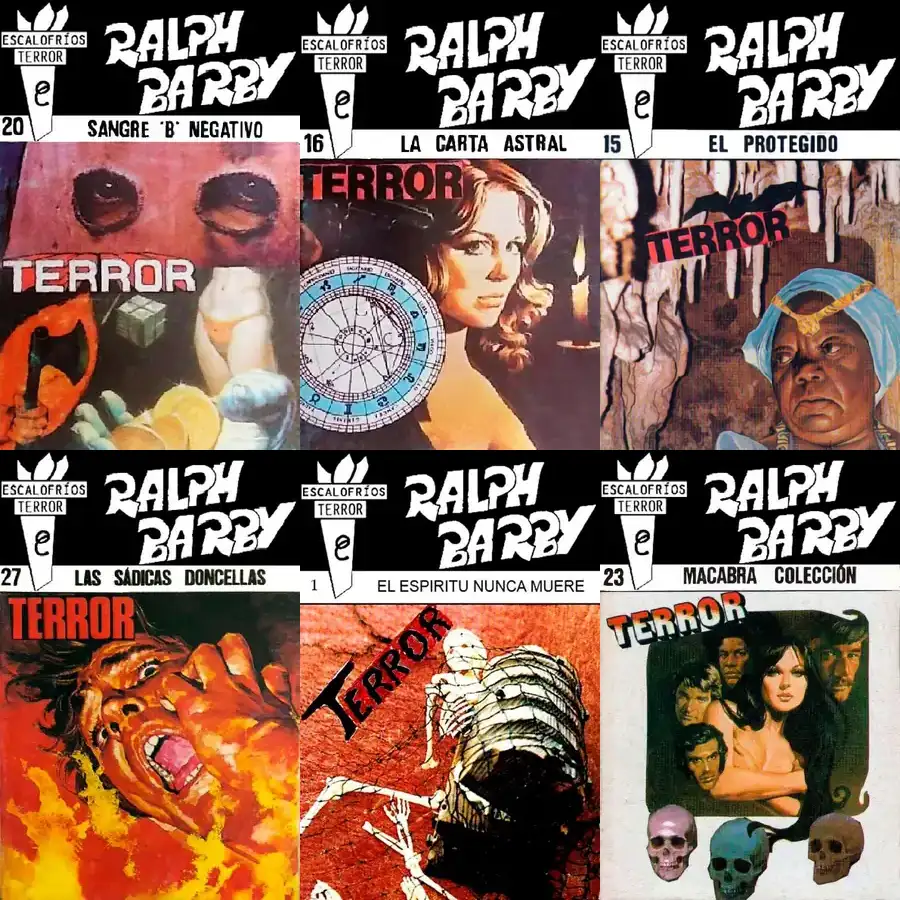 ESCALOFRÍOS
TERROR
e
RALPH
BARBY
20
SANGRE "B" NEGATIVO
TERROR
ESCALOFRÍOS
TERROR
e
RALPH
BARBY
16
LA CARTA ASTRAL
TERROR
ESCALOFRÍOS
TERROR
e
RALPH
BARBY
15
EL PROTEGIDO
TERROR
ESCALOFRÍOS
TERROR
e
RALPH
BARBY
27
LAS SÁDICAS DONCELLAS
TERROR
ESCALOFRÍOS
TERROR
e
RALPH
BARBY
1
EL ESPIRITU NUNCA MUERE
TERROR
ESCALOFRÍOS
TERROR
e
RALPH
BARBY
23
MACABRA COLECCIÓN
TERROR